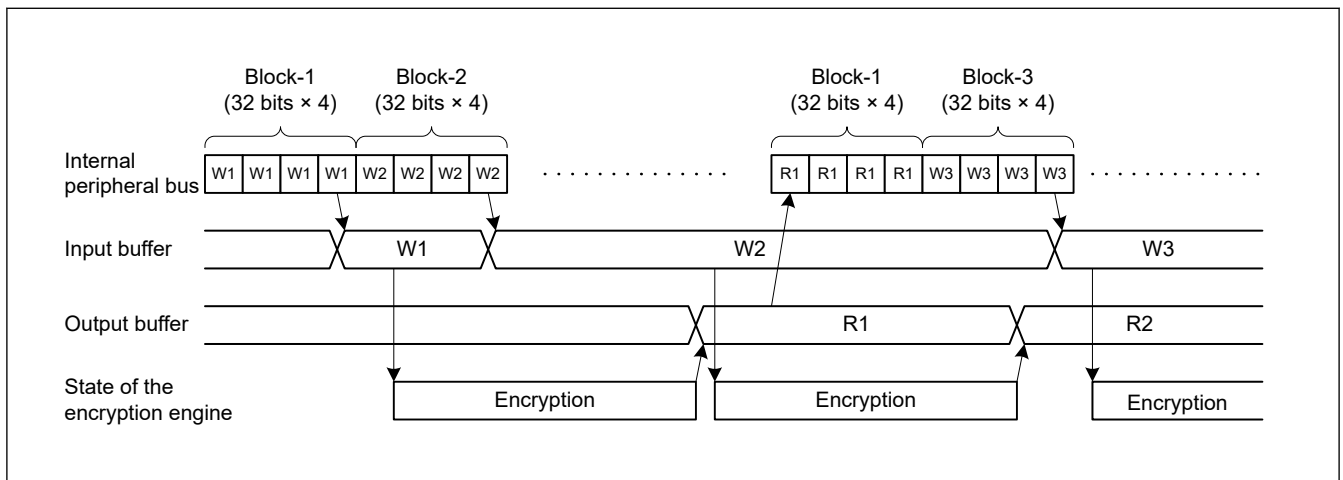 Block-1
(32 bits × 4)
Block-2
(32 bits × 4)
Block-1
(32 bits × 4)
Block-3
(32 bits × 4)
Internal
peripheral bus
W1 W1 W1 W1 W2 W2 W2 W2 R1 R1 R1 R1 W3 W3 W3 W3
Input buffer
W1 W2 W3
Output buffer
R1 R2
State of the
encryption engine
Encryption Encryption Encryption